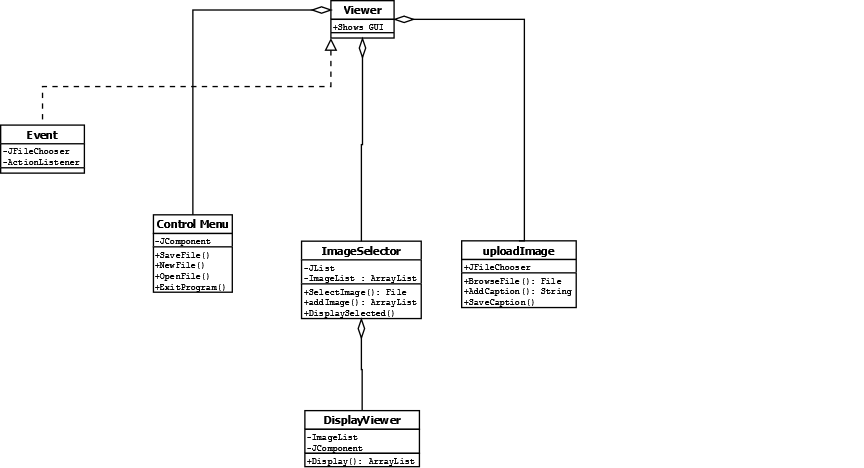 Viewer
+Shows GUI
Event
-JFileChooser
-ActionListener
Control Menu
-JComponent
+SaveFile()
+NewFile()
+OpenFile()
+ExitProgram()
ImageSelector
-JList
-ImageList : ArrayList
+SelectImage(): File
+addImage(): ArrayList
+DisplaySelected()
uploadImage
+JFileChooser
+BrowseFile(): File
+AddCaption(): String
+SaveCaption()
DisplayViewer
-ImageList
-JComponent
+Display(): ArrayList